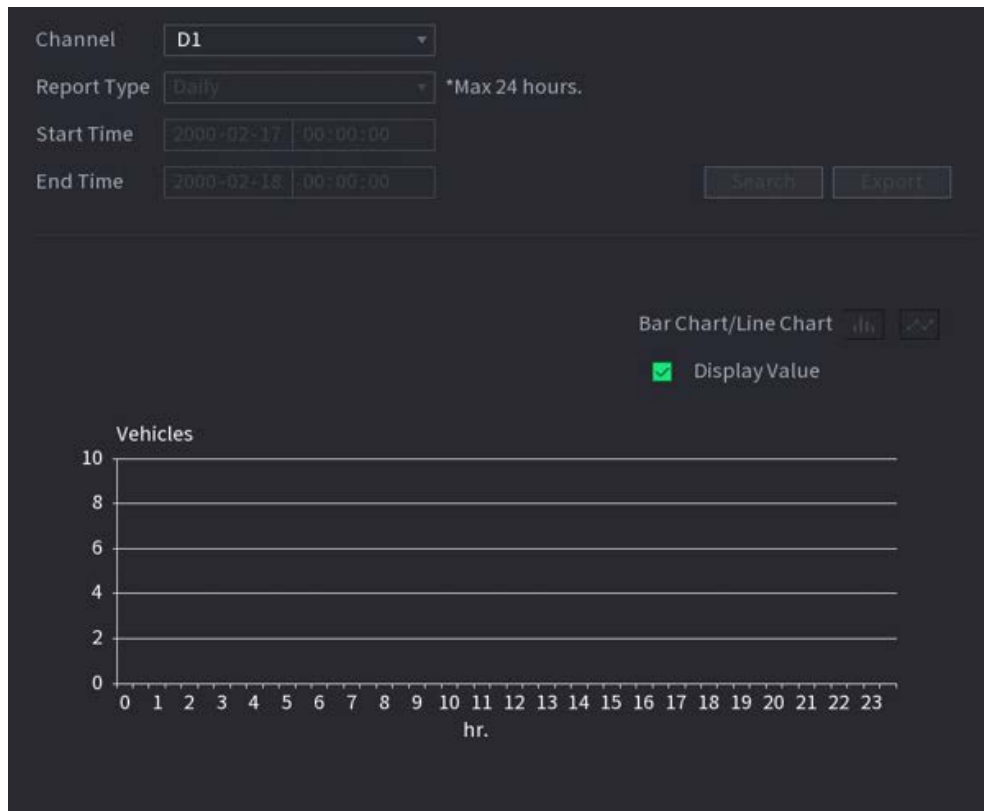 Channel D1
Report Type Daily *Max 24 hours.
Start Time 2000-02-17 00:00:00
End Time 2000-02-18 00:00:00 Search Export
Bar Chart/Line Chart
Display Value
Vehicles
10
8
6
4
2
0
0 1 2 3 4 5 6 7 8 9 10 11 12 13 14 15 16 17 18 19 20 21 22 23
hr.